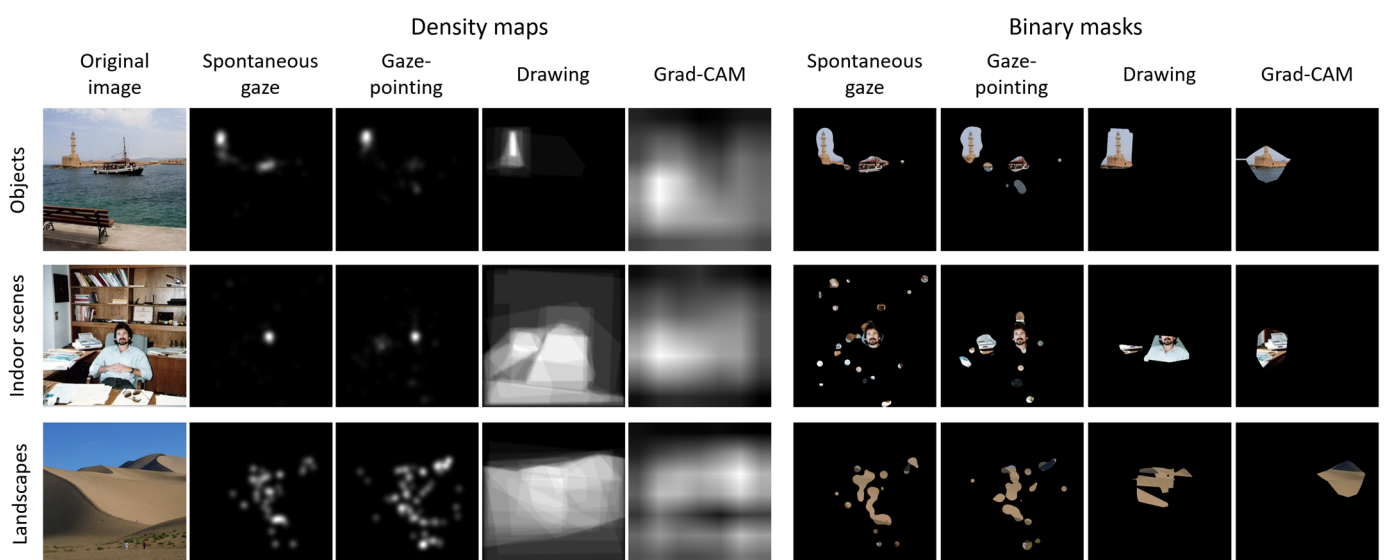 Density maps
Binary masks
Original
image
Spontaneous
gaze
Gaze-
pointing
Drawing
Grad-CAM
Spontaneous
gaze
Gaze-
pointing
Drawing
Grad-CAM
Objects
Indoor scenes
Landscapes